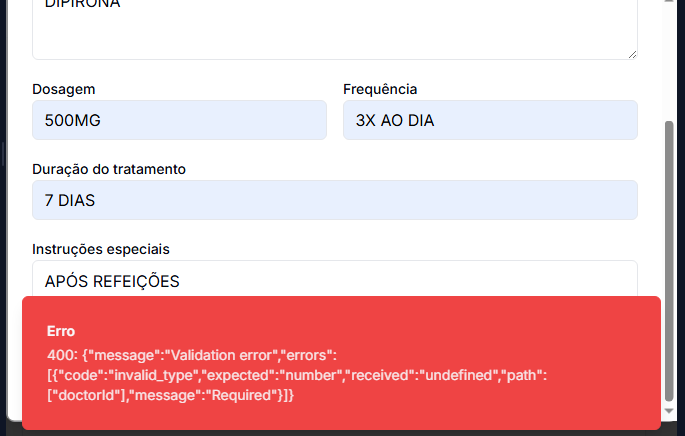 DIPIRONA
Dosagem
Frequência
500MG
3X AO DIA
Duração do tratamento
7 DIAS
Instruções especiais
APÓS REFEIÇÕES
Erro
400: {"message":"Validation error","errors":
[{"code":"invalid_type","expected":"number","received":"undefined","path":
["doctorId"],"message":"Required"}]}